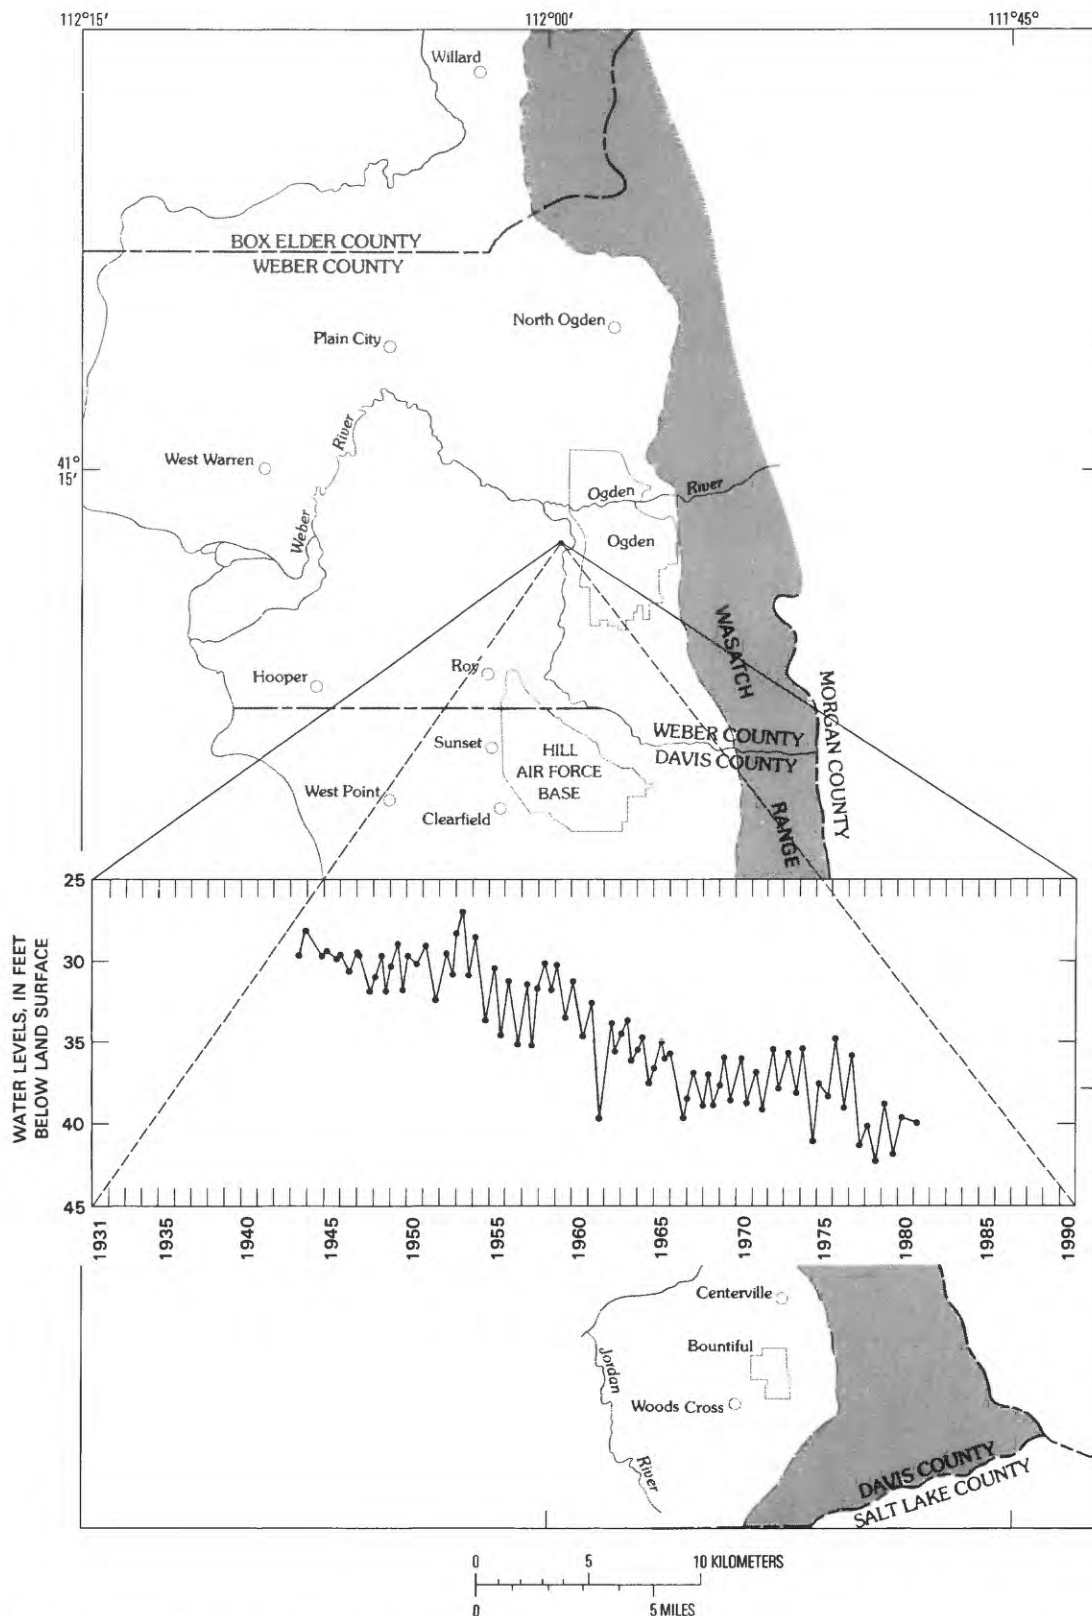 112°15′ 112°00′ 111°45°
Willard
BOX ELDER COUNTY
WEBER COUNTY
North Ogden
Plain City
River
Weber
West Warren
41°
15′
Ogden River
Ogden
WASATCH
RANGE
MORGAN COUNTY
Hooper
Roy
WEBER COUNTY
DAVIS COUNTY
Sunset
HILL
AIR FORCE
BASE
West Point
Clearfield
WATER LEVELS, IN FEET
BELOW LAND SURFACE
25
30
35
40
45
1931 1935 1940 1945 1950 1955 1960 1965 1970 1975 1980 1985 1990
Centerville
Bountiful
Jordan
River
Woods Cross
DAVIS COUNTY
SALT LAKE COUNTY
0 5 10 KILOMETERS
0 5 MILES